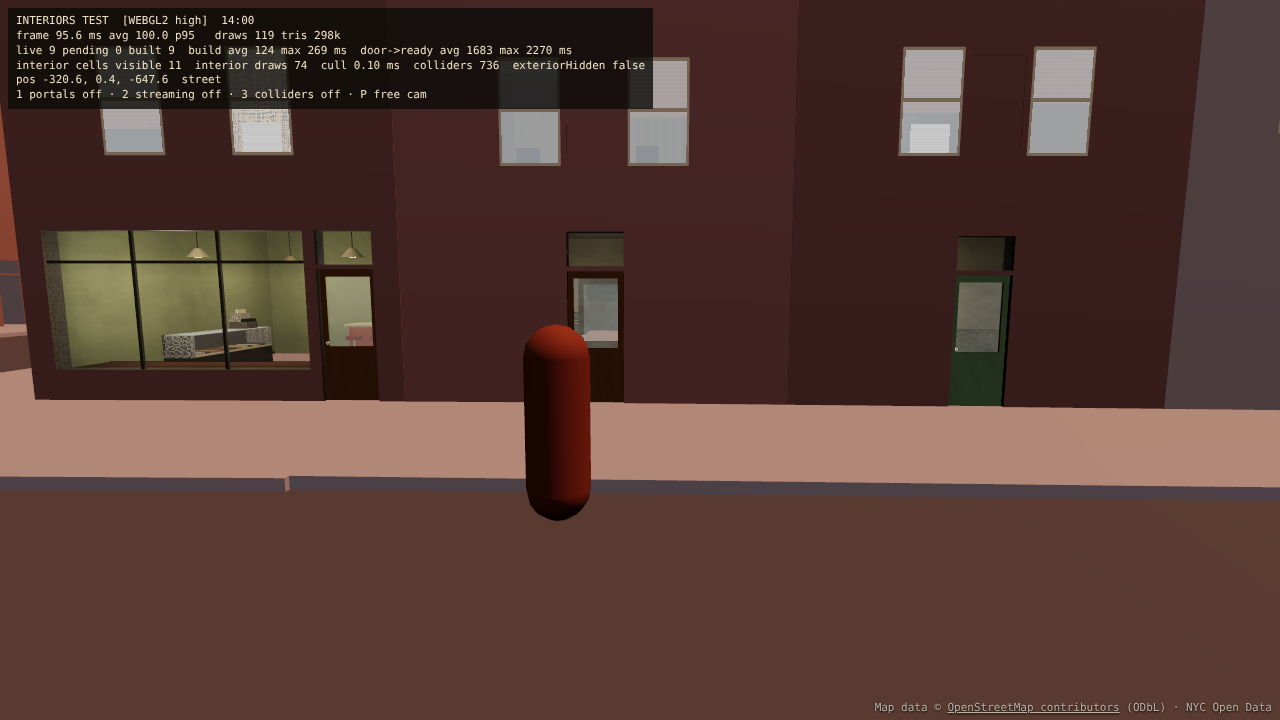 INTERIORS TEST  [WEBGL2 high]  14:00
frame 95.6 ms avg 100.0 p95   draws 119 tris 298k
live 9 pending 0 built 9  build avg 124 max 269 ms  door->ready avg 1683 max 2270 ms
interior cells visible 11  interior draws 74  cull 0.10 ms  colliders 736  exteriorHidden false
pos -320.6, 0.4, -647.6  street
1 portals off · 2 streaming off · 3 colliders off · P free cam
Map data © OpenStreetMap contributors (ODbL) · NYC Open Data